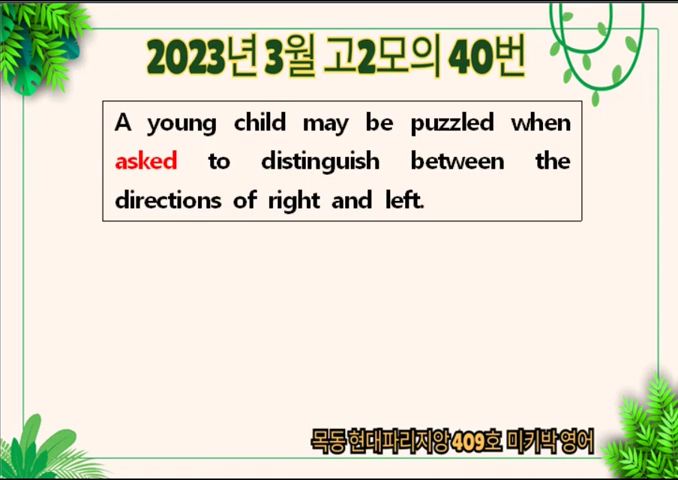 2023년 3월 고2모의 40번
A young child may be puzzled when
asked to distinguish between the
directions of right and left.
목동 현대파리지앙 409호 미키박 영어